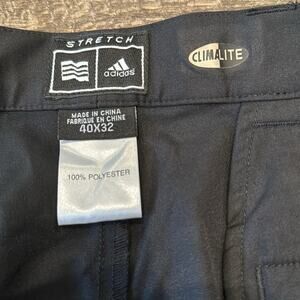 STRETCH
adidas
CLIMALITE
MADE IN CHINA
FABRIQUE EN CHINE
40X32
100% POLYESTER